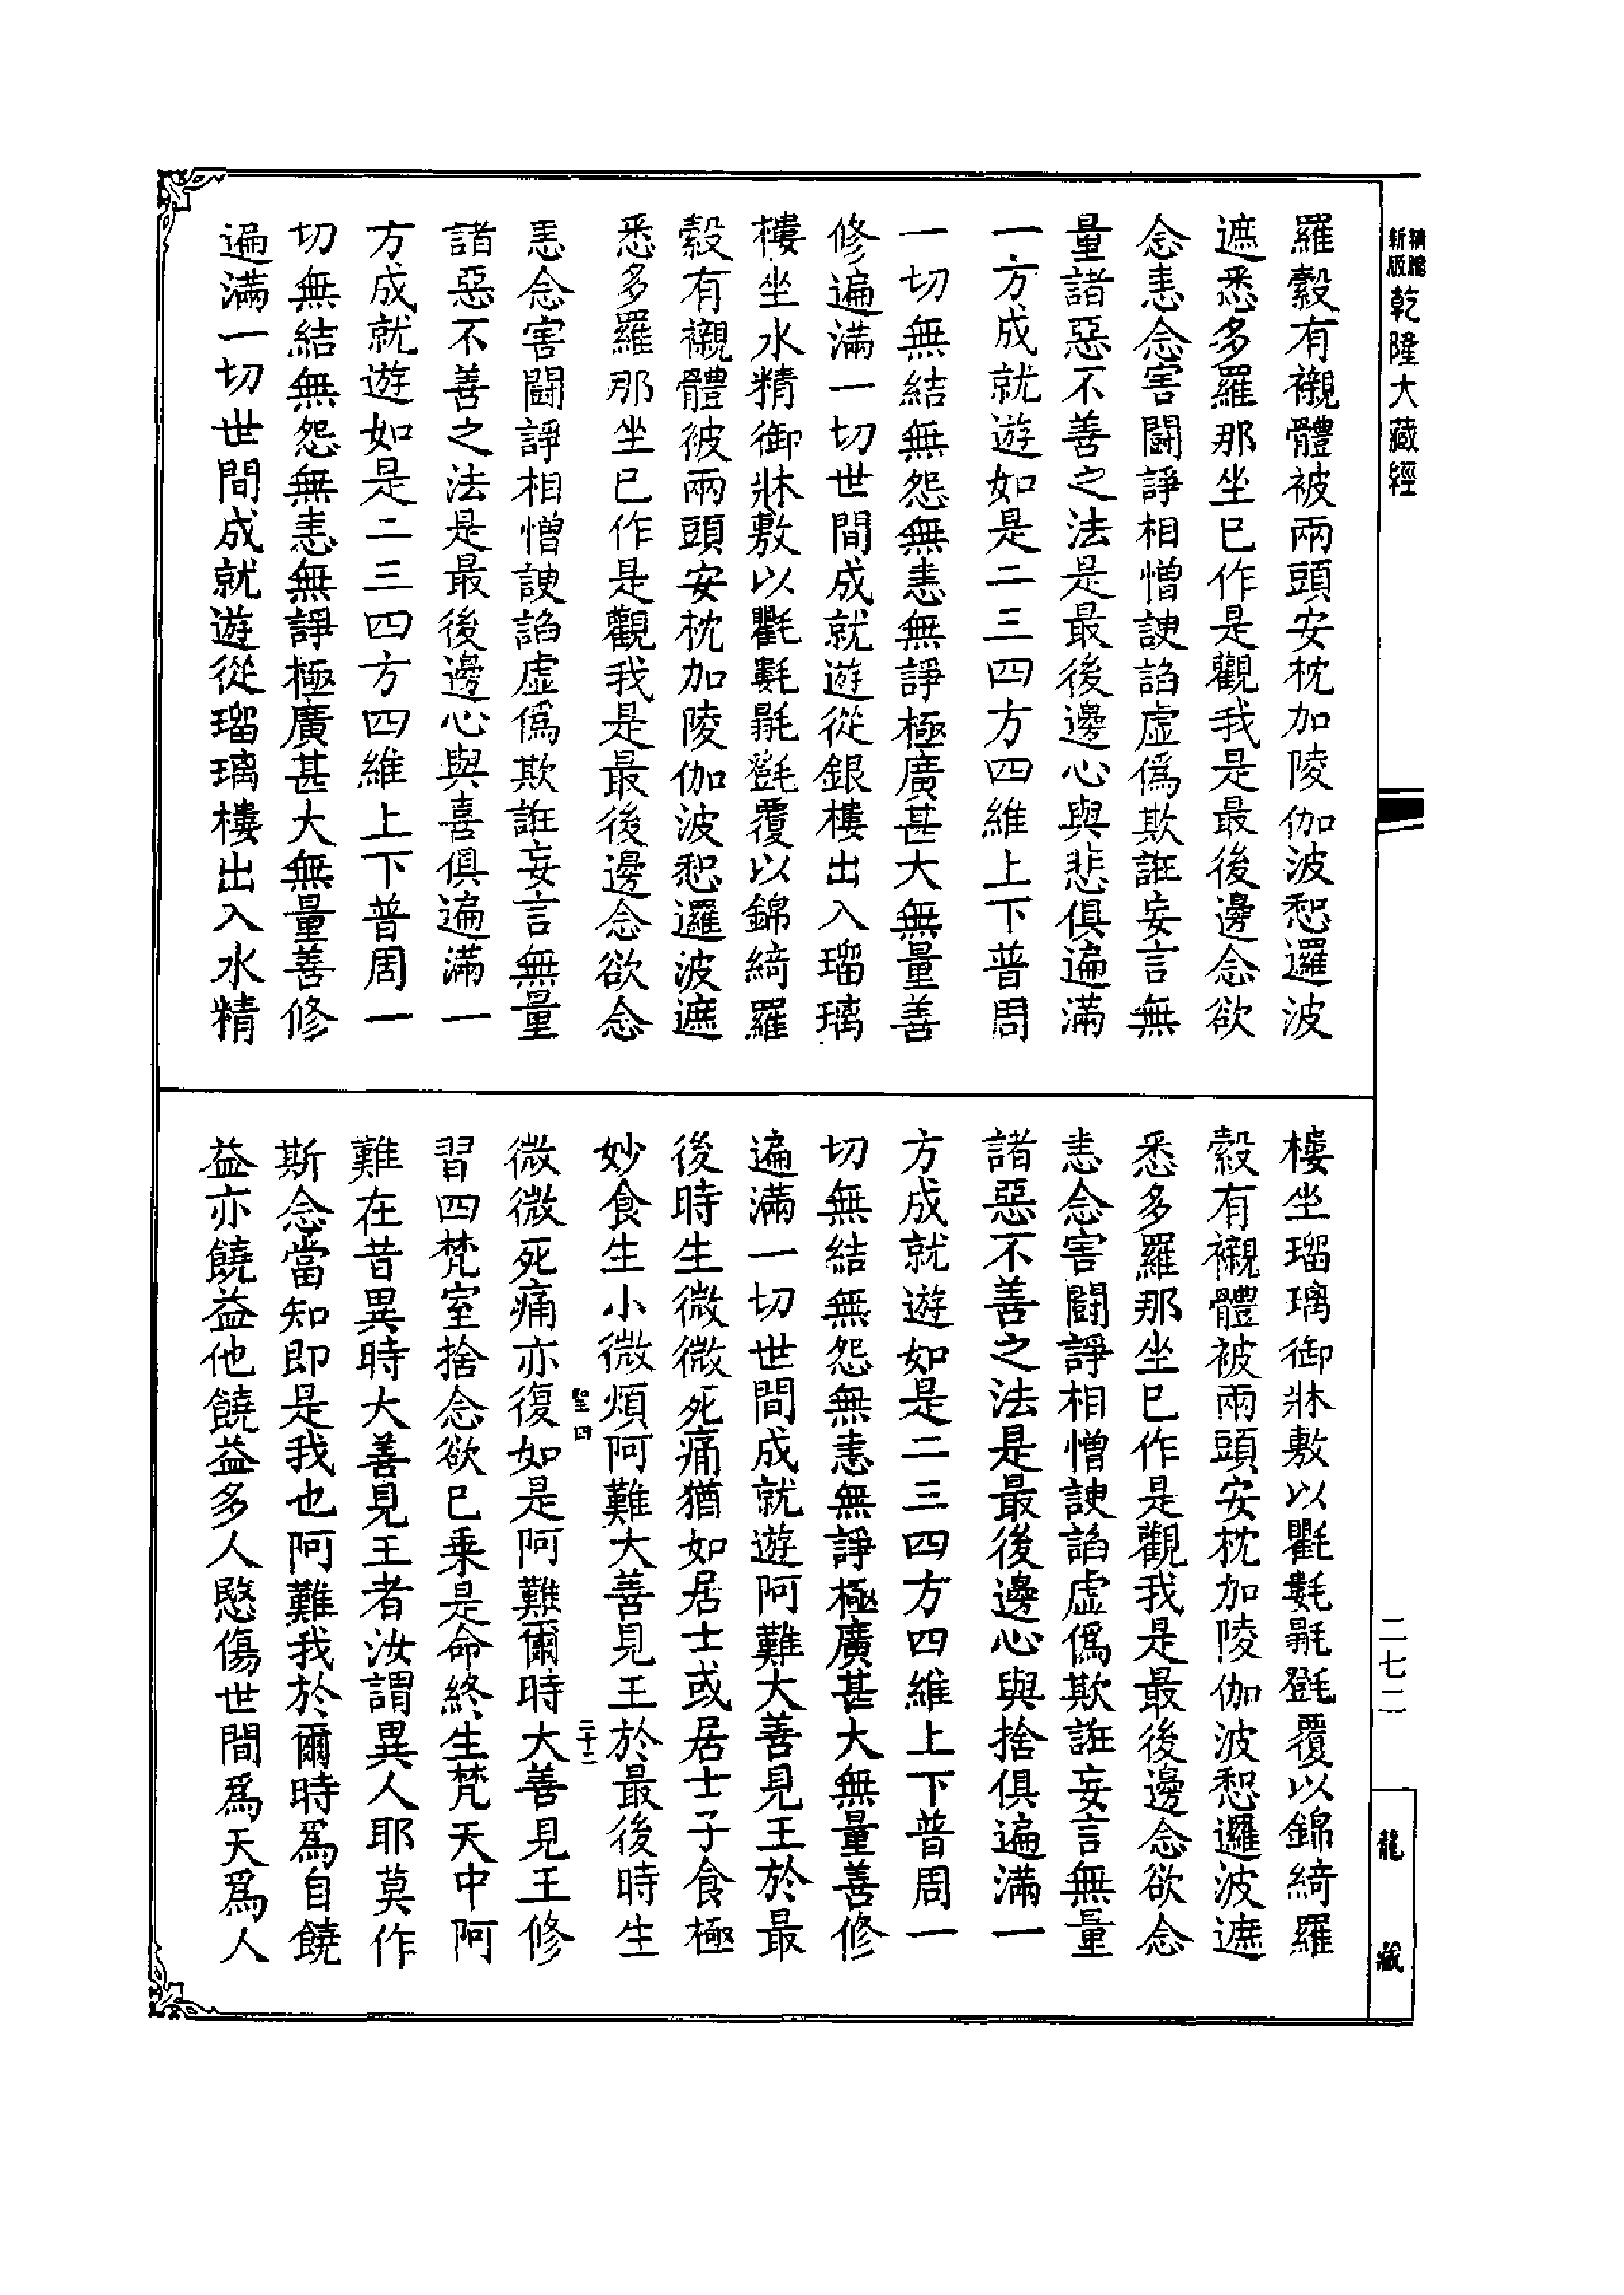 精縮新版乾隆大藏經
羅縠有襯體被兩頭安枕加陵伽波惒邏波
遮悉多羅那坐已作是觀我是最後邊念欲
念恚念害鬪諍相憎諛諂虛僞欺誑妄言無
量諸惡不善之法是最後邊心與悲俱遍滿
一方成就遊如是二三四方四維上下普周
一切無結無怨無恚無諍極廣甚大無量善
修遍滿一切世間成就遊從銀樓出入瑠璃
樓坐水精御牀敷以氍氀毾㲪覆以錦綺羅
縠有襯體被兩頭安枕加陵伽波惒邏波遮
悉多羅那坐已作是觀我是最後邊念欲念
恚念害鬪諍相憎諛諂虛僞欺誑妄言無量
諸惡不善之法是最後邊心與喜俱遍滿一
方成就遊如是二三四方四維上下普周一
切無結無怨無恚無諍極廣甚大無量善修
遍滿一切世間成就遊從瑠璃樓出入水精
樓坐瑠璃御牀敷以氍氀毾㲪覆以錦綺羅
縠有襯體被兩頭安枕加陵伽波惒邏波遮
悉多羅那坐已作是觀我是最後邊念欲念
恚念害鬪諍相憎諛諂虛僞欺誑妄言無量
諸惡不善之法是最後邊心與捨俱遍滿一
方成就遊如是二三四方四維上下普周一
切無結無怨無恚無諍極廣甚大無量善修
遍滿一切世間成就遊阿難大善見王於最
後時生微微死痛猶如居士或居士子食極
妙食生小微煩阿難大善見王於最後時生
聖四 二十二
微微死痛亦復如是阿難爾時大善見王修
習四梵室捨念欲已乘是命終生梵天中阿
難在昔異時大善見王者汝謂異人耶莫作
斯念當知即是我也阿難我於爾時爲自饒
益亦饒益他饒益多人愍傷世間爲天爲人
二七二
龍藏